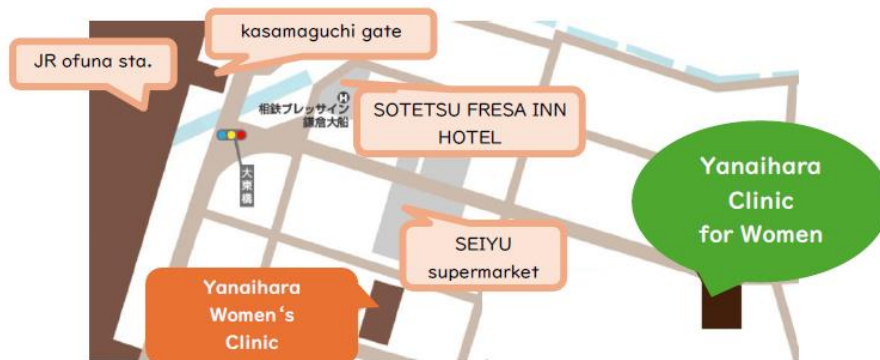 kasamaguchi gate
JR ofuna sta.
相鉄フレッサイン
鎌倉大船
H
SOTETSU FRESA INN
HOTEL
大東橋
SEIYU
supermarket
Yanaihara
Clinic
for Women
Yanaihara
Women‘s
Clinic